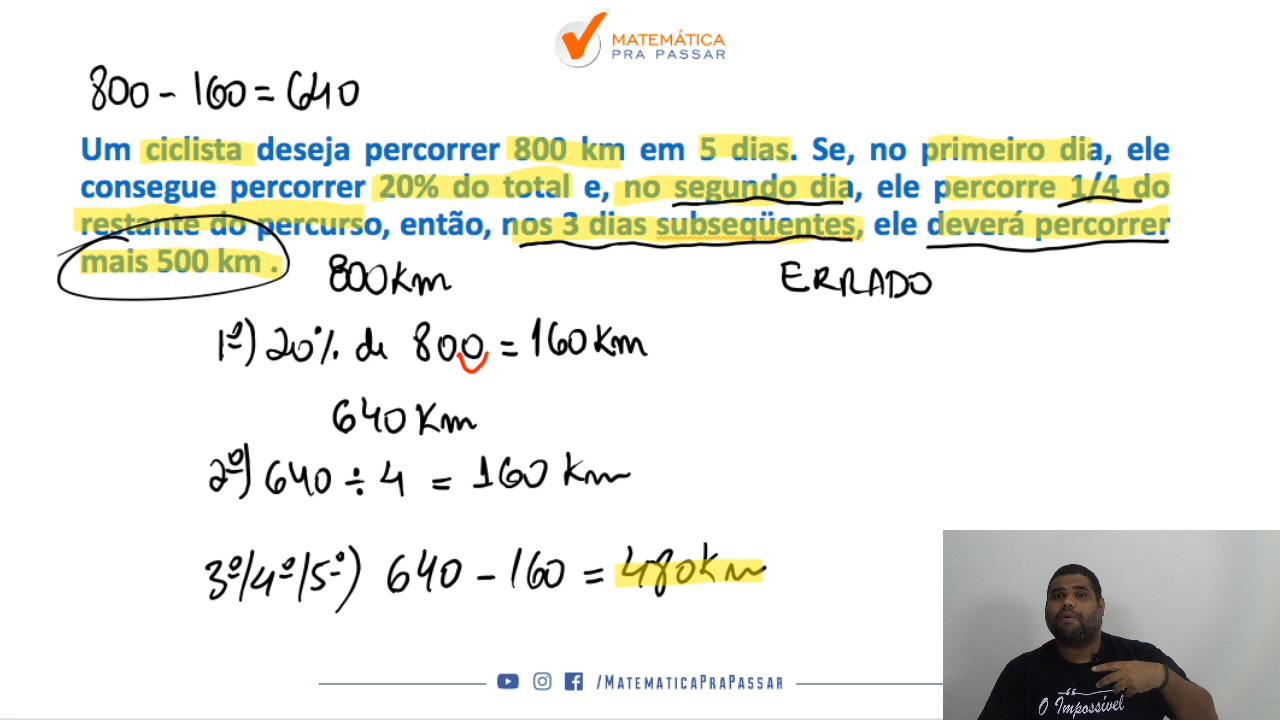 MATEMÁTICA
PRA PASSAR
800 - 160 = 640
Um ciclista deseja percorrer 800 km em 5 dias. Se, no primeiro dia, ele
consegue percorrer 20% do total e, no segundo dia, ele percorre 1/4 do
restante do percurso, então, nos 3 dias subseqüentes, ele deverá percorrer
mais 500 km .
800 Km ERRADO
1º) 20% de 800 = 160 Km
640 Km
2º) 640 ÷ 4 = 160 Km
3º/4º/5º) 640 - 160 = 480 Km
O Impossível
/MATEMATICAPRAPASSAR